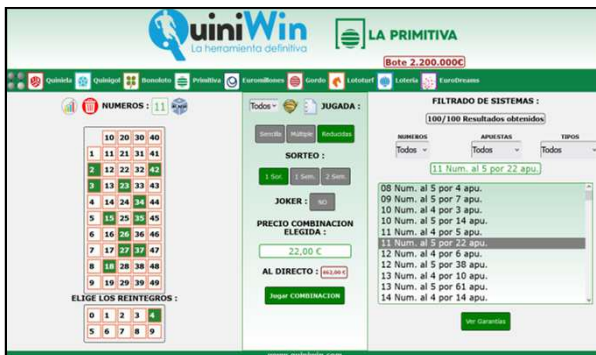 QuiniWin
La herramienta definitiva
LA PRIMITIVA
Bote 2.200.000€
Quiniela Quinigol Bonoloto Primitiva Euromillones Gordo Lototurf Loteria EuroDreams
NUMEROS : 11
10 20 30 40
1 11 21 31 41
2 12 22 32 42
3 13 23 33 43
4 14 24 34 44
5 15 25 35 45
6 16 26 36 46
7 17 27 37 47
8 18 28 38 48
9 19 29 39 49
ELIGE LOS REINTEGROS :
0 1 2 3 4
5 6 7 8 9
Todos JUGADA :
Sencilla Múltiple Reducidas
SORTEO :
1 Sor. 1 Sem. 2 Sem.
JOKER : NO
PRECIO COMBINACION
ELEGIDA :
22,00 €
AL DIRECTO : 462,00 €
Jugar COMBINACION
FILTRADO DE SISTEMAS :
100/100 Resultados obtenidos
NUMEROS APUESTAS TIPOS
Todos Todos Todos
11 Num. al 5 por 22 apu.
08 Num. al 5 por 4 apu.
09 Num. al 5 por 7 apu.
10 Num. al 4 por 3 apu.
10 Num. al 5 por 14 apu.
11 Num. al 4 por 5 apu.
11 Num. al 5 por 22 apu.
12 Num. al 4 por 6 apu.
12 Num. al 5 por 38 apu.
13 Num. al 4 por 10 apu.
13 Num. al 5 por 61 apu.
14 Num. al 4 por 14 apu.
Ver Garantías
www.quiniwin.com